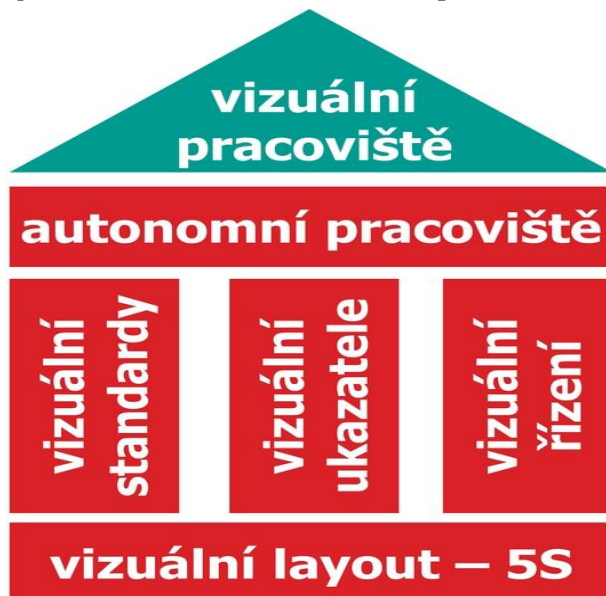 vizuální
pracoviště
autonomní pracoviště
vizuální
standardy
vizuální
ukazatele
vizuální
řízení
vizuální layout – 5S